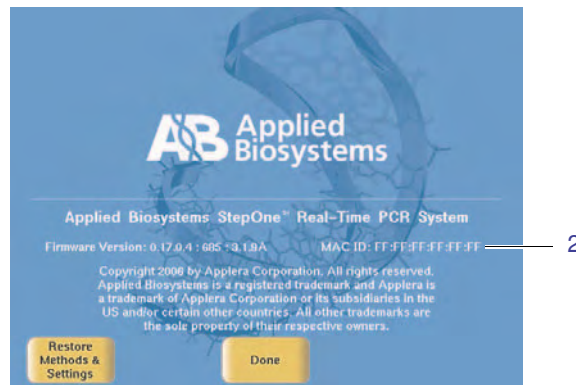 AB Applied
Biosystems
Applied Biosystems StepOne™ Real-Time PCR System
Firmware Version: 0.17.0.4 : 685 : 3.1.9A MAC ID: FF:FF:FF:FF:FF:FF
2
Copyright 2006 by Applera Corporation. All rights reserved.
Applied Biosystems is a registered trademark and Applera is
a trademark of Applera Corporation or its subsidiaries in the
US and/or certain other countries. All other trademarks are
the sole property of their respective owners.
Restore
Methods &
Settings
Done